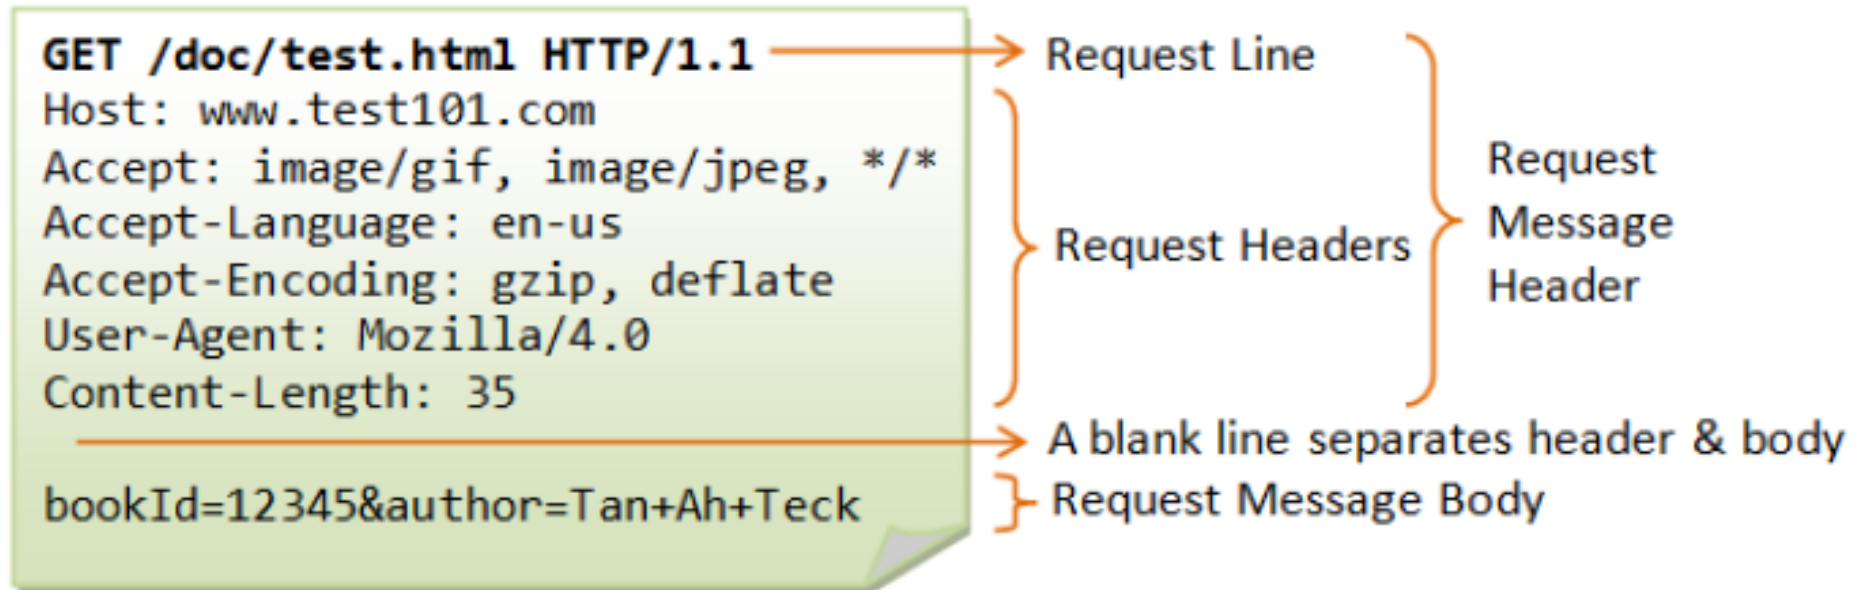 GET /doc/test.html HTTP/1.1
Host: www.test101.com
Accept: image/gif, image/jpeg, */*
Accept-Language: en-us
Accept-Encoding: gzip, deflate
User-Agent: Mozilla/4.0
Content-Length: 35
bookId=12345&author=Tan+Ah+Teck
Request Line
Request Headers
Request
Message
Header
A blank line separates header & body
Request Message Body